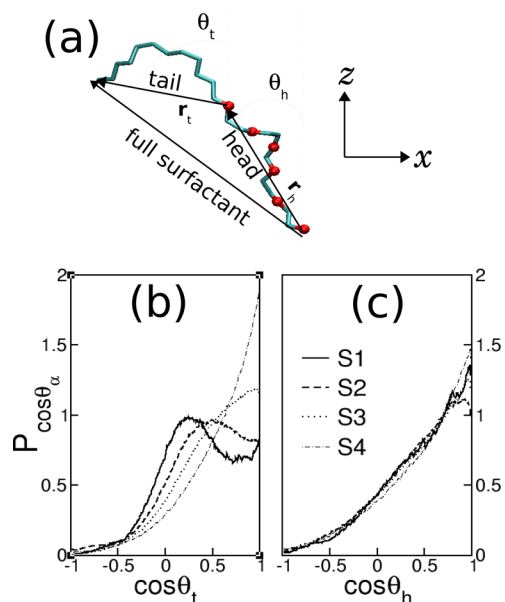 (a)
θt
tail
rt
θh
head
rh
full surfactant
z
x
(b)
(c)
2
1.5
1
0.5
0
PcosθΑ
-1 -0.5 0 0.5 1
cosθt
S1
S2
S3
S4
2
1.5
1
0.5
0
-1 -0.5 0 0.5 1
cosθh